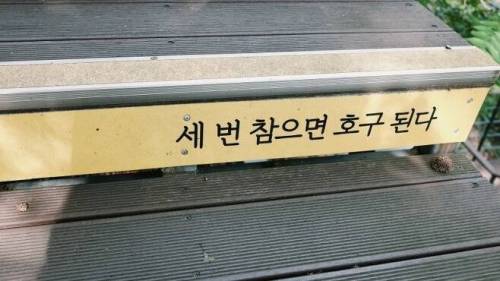 세 번 참으면 호구 된다